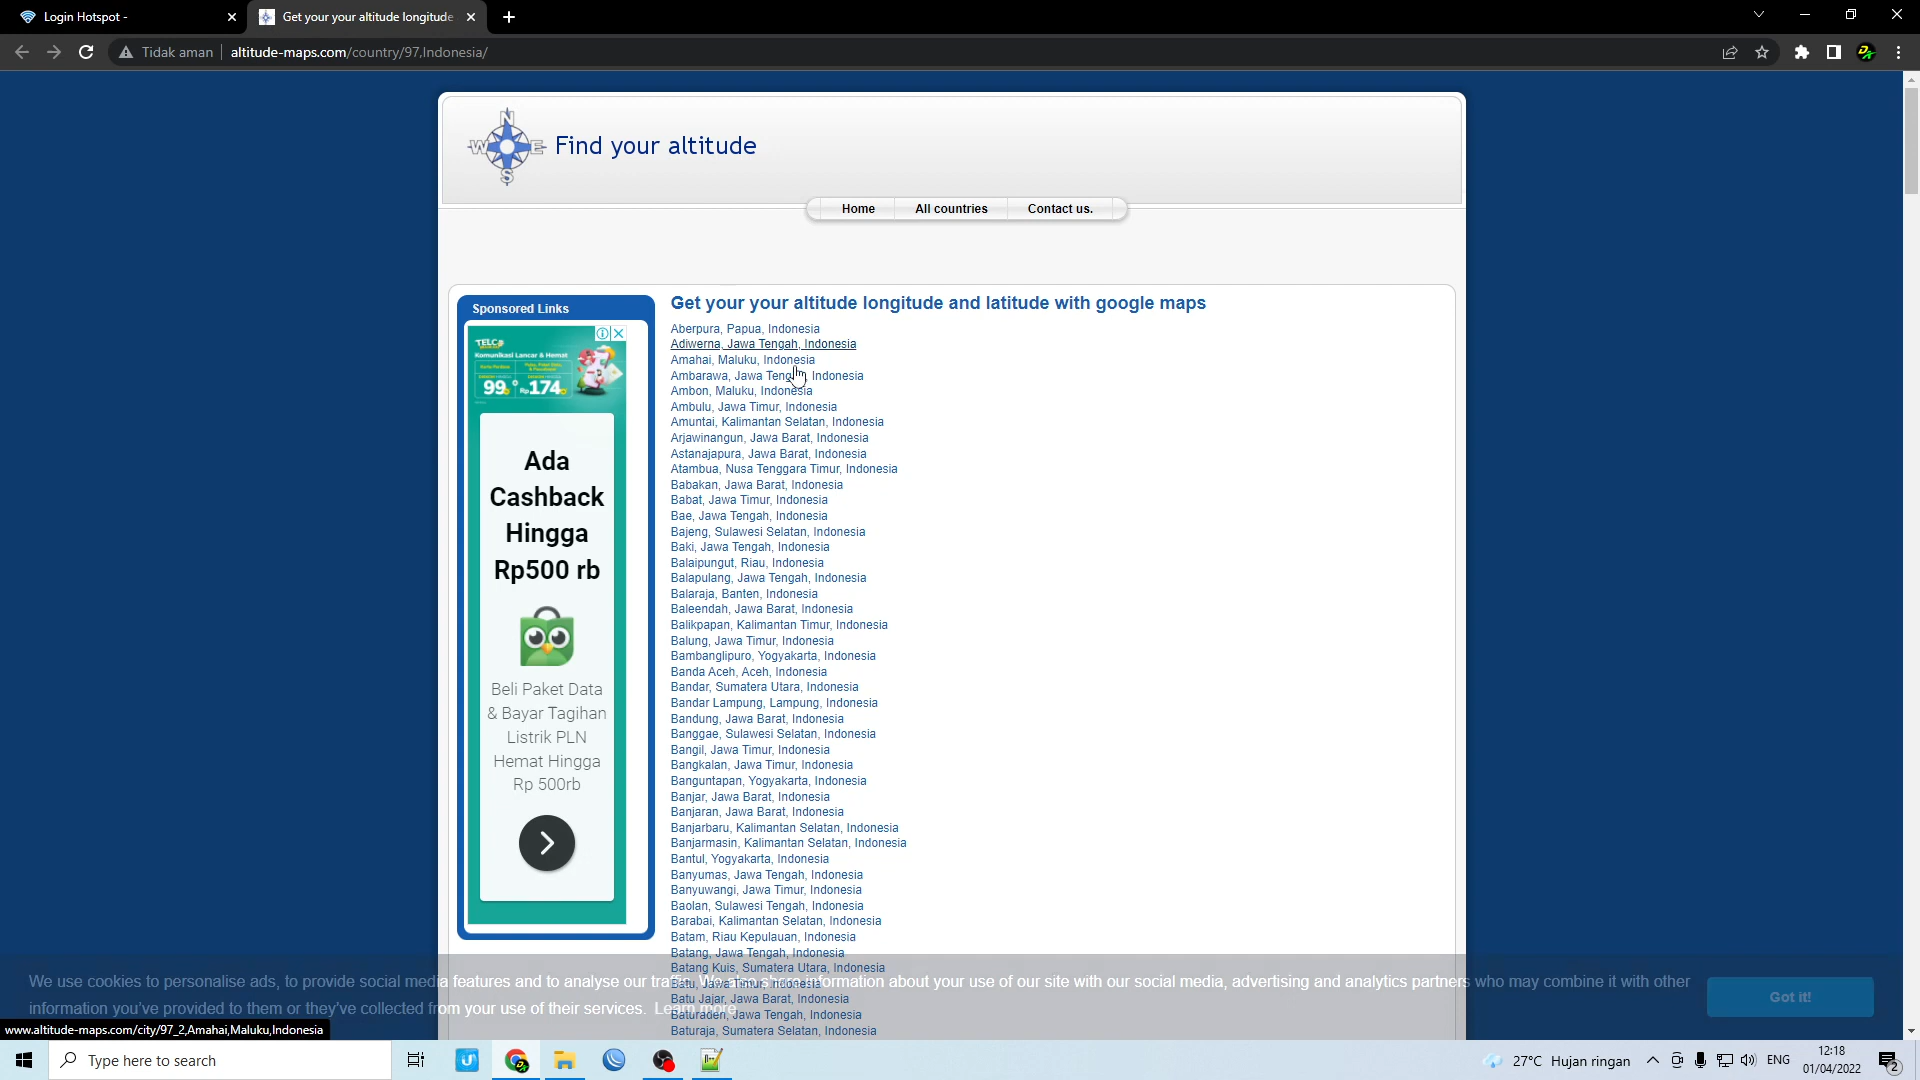 Login Hotspot -
Get your your altitude longitude
Tidak aman
altitude-maps.com/country/97,Indonesia/
N
W E
S
Find your altitude
Home
All countries
Contact us.
Sponsored Links
Get your your altitude longitude and latitude with google maps
TELCO
Komunikasi Lancar & Hemat
99
Rp174
Ada
Cashback
Hingga
Rp500 rb
Beli Paket Data
& Bayar Tagihan
Listrik PLN
Hemat Hingga
Rp 500rb
Aberpura, Papua, Indonesia
Adiwerna, Jawa Tengah, Indonesia
Amahai, Maluku, Indonesia
Ambarawa, Jawa Tengah, Indonesia
Ambon, Maluku, Indonesia
Ambulu, Jawa Timur, Indonesia
Amuntai, Kalimantan Selatan, Indonesia
Arjawinangun, Jawa Barat, Indonesia
Astanajapura, Jawa Barat, Indonesia
Atambua, Nusa Tenggara Timur, Indonesia
Babakan, Jawa Barat, Indonesia
Babat, Jawa Timur, Indonesia
Bae, Jawa Tengah, Indonesia
Bajeng, Sulawesi Selatan, Indonesia
Baki, Jawa Tengah, Indonesia
Balaipungut, Riau, Indonesia
Balapulang, Jawa Tengah, Indonesia
Balaraja, Banten, Indonesia
Baleendah, Jawa Barat, Indonesia
Balikpapan, Kalimantan Timur, Indonesia
Balung, Jawa Timur, Indonesia
Bambanglipuro, Yogyakarta, Indonesia
Banda Aceh, Aceh, Indonesia
Bandar, Sumatera Utara, Indonesia
Bandar Lampung, Lampung, Indonesia
Bandung, Jawa Barat, Indonesia
Banggae, Sulawesi Selatan, Indonesia
Bangil, Jawa Timur, Indonesia
Bangkalan, Jawa Timur, Indonesia
Banguntapan, Yogyakarta, Indonesia
Banjar, Jawa Barat, Indonesia
Banjaran, Jawa Barat, Indonesia
Banjarbaru, Kalimantan Selatan, Indonesia
Banjarmasin, Kalimantan Selatan, Indonesia
Bantul, Yogyakarta, Indonesia
Banyumas, Jawa Tengah, Indonesia
Banyuwangi, Jawa Timur, Indonesia
Baolan, Sulawesi Tengah, Indonesia
Barabai, Kalimantan Selatan, Indonesia
Batam, Riau Kepulauan, Indonesia
Batang, Jawa Tengah, Indonesia
Batang Kuis, Sumatera Utara, Indonesia
Batu, Jawa Timur, Indonesia
Batu Jajar, Jawa Barat, Indonesia
Baturaden, Jawa Tengah, Indonesia
Baturaja, Sumatera Selatan, Indonesia
We use cookies to personalise ads, to provide social media features and to analyse our traffic. We also share information about your use of our site with our social media, advertising and analytics partners who may combine it with other
information you've provided to them or they've collected from your use of their services. Learn more
Got it!
www.altitude-maps.com/city/97_2,Amahai,Maluku,Indonesia
Type here to search
27°C Hujan ringan
ENG
12:18
01/04/2022
2